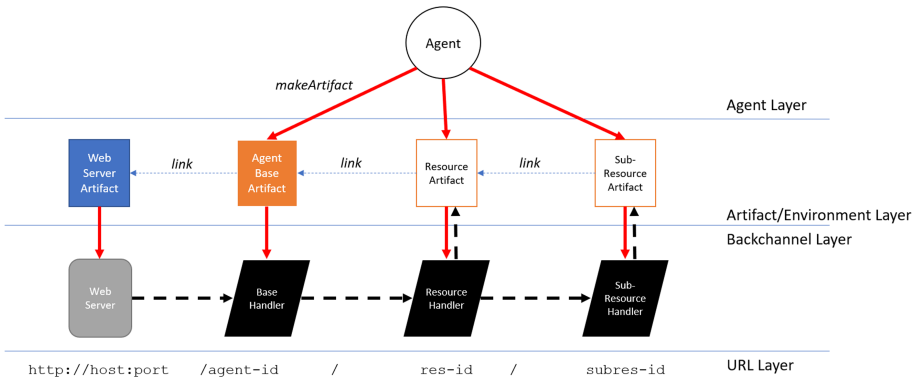 Agent
makeArtifact
Agent Layer
Web
Server
Artifact
link
Agent
Base
Artifact
link
Resource
Artifact
link
Sub-
Resource
Artifact
Artifact/Environment Layer
Backchannel Layer
Web
Server
Base
Handler
Resource
Handler
Sub-
Resource
Handler
http://host:port /agent-id / res-id / subres-id
URL Layer